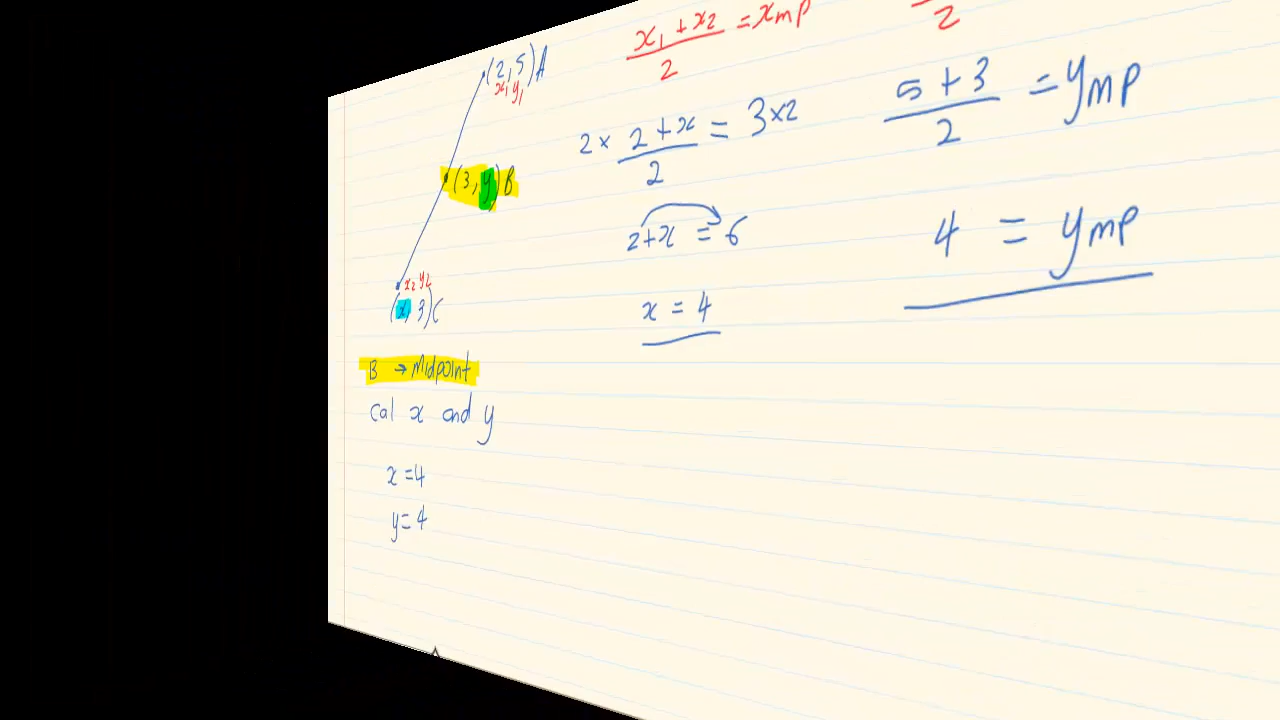 (2,5)A
x₁ y₁
(3,y)B
x₂ y₂
(x,3)C
B → Midpoint
Cal x and y
x=4
y=4
x₁+x₂/2 =xmp
2× 2+x/2 = 3×2
2+x = 6
x = 4
/2
5+3/2 =ymp
4 = ymp